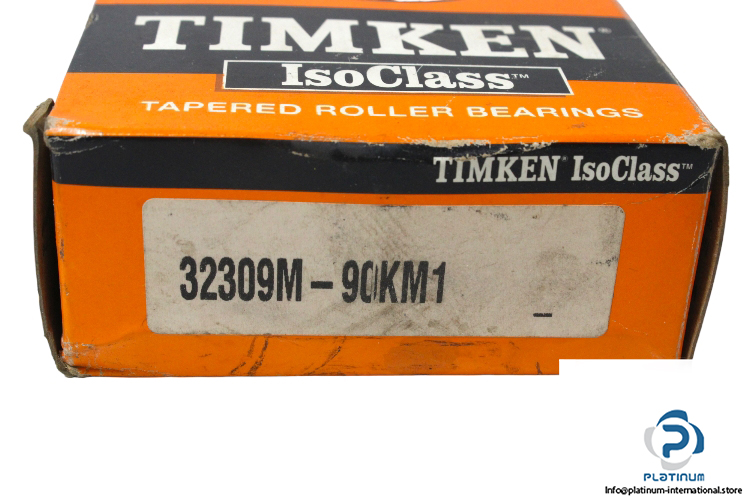 TIMKEN®
IsoClass™
TAPERED ROLLER BEARINGS
TIMKEN® IsoClass™
32309M – 90KM1
–
PLATINUM
Info@platinum-international.store